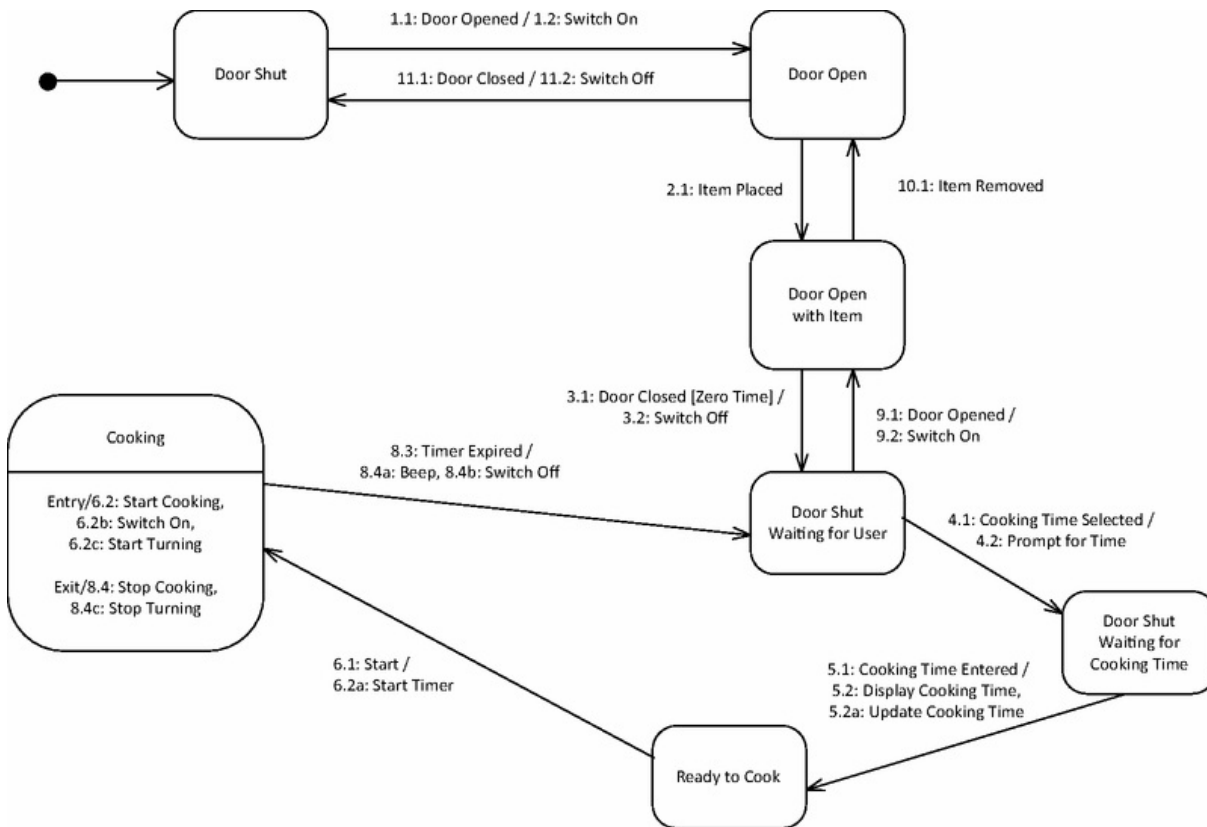 1.1: Door Opened / 1.2: Switch On
Door Shut
Door Open
11.1: Door Closed / 11.2: Switch Off
2.1: Item Placed
10.1: Item Removed
Door Open
with Item
3.1: Door Closed [Zero Time] /
3.2: Switch Off
9.1: Door Opened /
9.2: Switch On
Cooking
8.3: Timer Expired /
8.4a: Beep, 8.4b: Switch Off
Entry/6.2: Start Cooking,
6.2b: Switch On,
6.2c: Start Turning
Exit/8.4: Stop Cooking,
8.4c: Stop Turning
Door Shut
Waiting for User
4.1: Cooking Time Selected /
4.2: Prompt for Time
Door Shut
Waiting for
Cooking Time
6.1: Start /
6.2a: Start Timer
5.1: Cooking Time Entered /
5.2: Display Cooking Time,
5.2a: Update Cooking Time
Ready to Cook